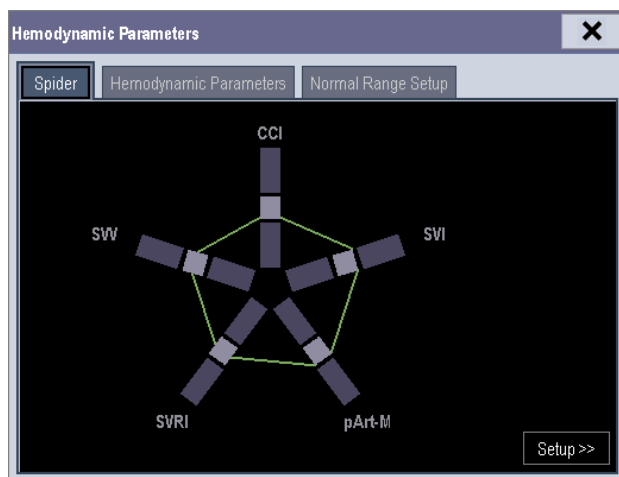 Hemodynamic Parameters
Spider
Hemodynamic Parameters
Normal Range Setup
CCI
SVV
SVI
SVRI
pArt-M
Setup >>